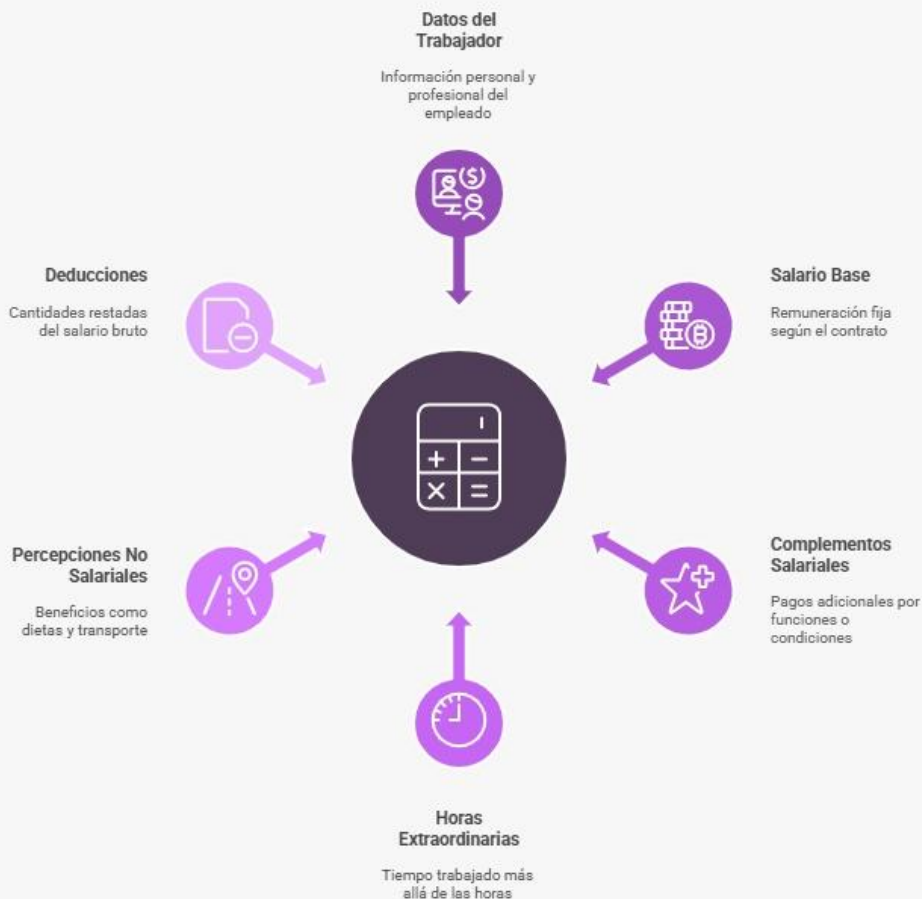 Datos del
Trabajador
Información personal y
profesional del
empleado
Deducciones
Cantidades restadas
del salario bruto
Salario Base
Remuneración fija
según el contrato
Percepciones No
Salariales
Beneficios como
dietas y transporte
Complementos
Salariales
Pagos adicionales por
funciones o
condiciones
Horas
Extraordinarias
Tiempo trabajado más
allá de las horas